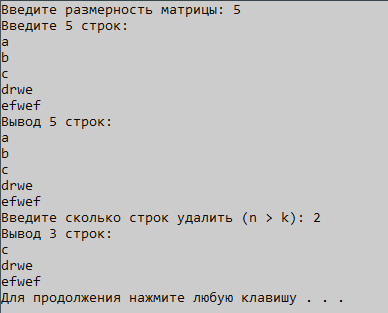 Введите размерность матрицы: 5
Введите 5 строк:
a
b
c
drwe
efwef
Вывод 5 строк:
a
b
c
drwe
efwef
Введите сколько строк удалить (n > k): 2
Вывод 3 строк:
c
drwe
efwef
Для продолжения нажмите любую клавишу . . .